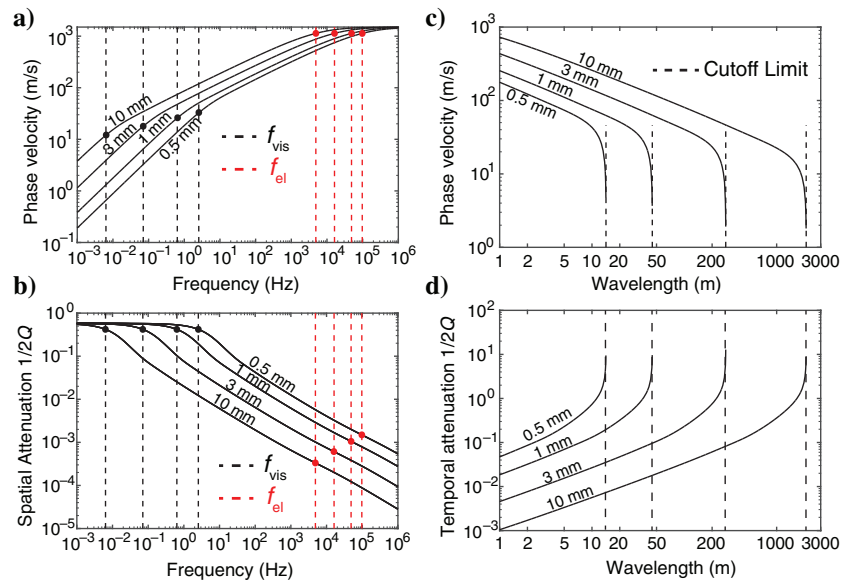 a)
Phase velocity (m/s)
10³
10²
10¹
10⁰
10⁻¹
10 mm
3 mm
1 mm
0.5 mm
f_vis
f_el
10⁻³ 10⁻² 10⁻¹ 10⁰ 10¹ 10² 10³ 10⁴ 10⁵ 10⁶
Frequency (Hz)
b)
Spatial Attenuation 1/2Q
10⁰
10⁻¹
10⁻²
10⁻³
10⁻⁴
10⁻⁵
0.5 mm
1 mm
3 mm
10 mm
f_vis
f_el
10⁻³ 10⁻² 10⁻¹ 10⁰ 10¹ 10² 10³ 10⁴ 10⁵ 10⁶
Frequency (Hz)
c)
Phase velocity (m/s)
10³
10²
10¹
10⁰
10 mm
3 mm
1 mm
0.5 mm
Cutoff Limit
1 2 5 10 20 50 200 1000 3000
Wavelength (m)
d)
Temporal attenuation 1/2Q
10²
10¹
10⁰
10⁻¹
10⁻²
10⁻³
0.5 mm
1 mm
3 mm
10 mm
1 2 5 10 20 50 200 1000 3000
Wavelength (m)